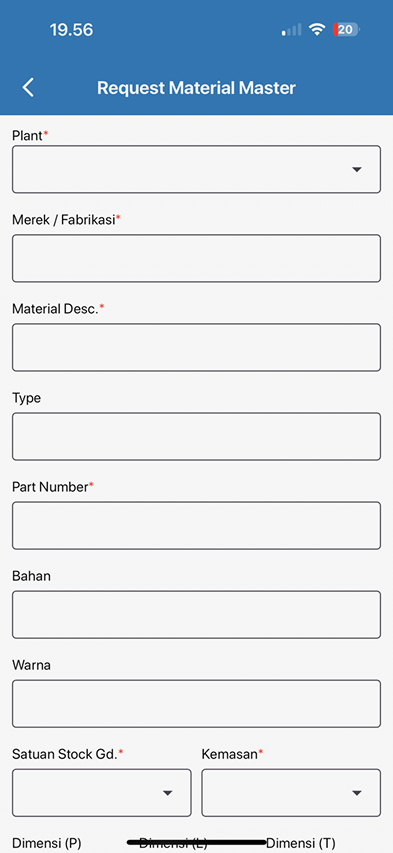 19.56
20
Request Material Master
Plant*
Merek / Fabrikasi*
Material Desc.*
Type
Part Number*
Bahan
Warna
Satuan Stock Gd.* Kemasan*
Dimensi (P) Dimensi (L) Dimensi (T)